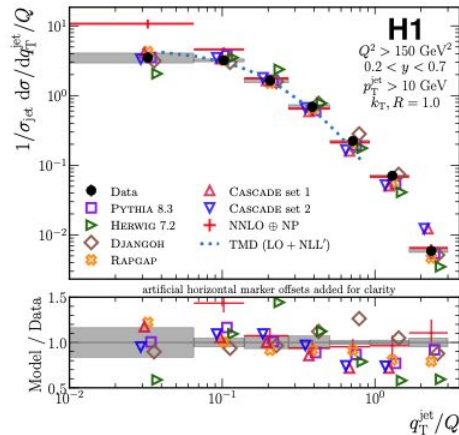 H1
Q² > 150 GeV²
0.2 < y < 0.7
p_T^jet > 10 GeV
k_T, R = 1.0
1/σ_jet dσ/dq_T^jet/Q
10¹
10⁰
10⁻¹
10⁻²
Data
PYTHIA 8.3
HERWIG 7.2
DJANGOH
RAPGAP
CASCADE set 1
CASCADE set 2
NNLO ⊕ NP
TMD (LO + NLL′)
artificial horizontal marker offsets added for clarity
Model / Data
1.5
1.0
0.5
10⁻² 10⁻¹ 10⁰
q_T^jet/Q